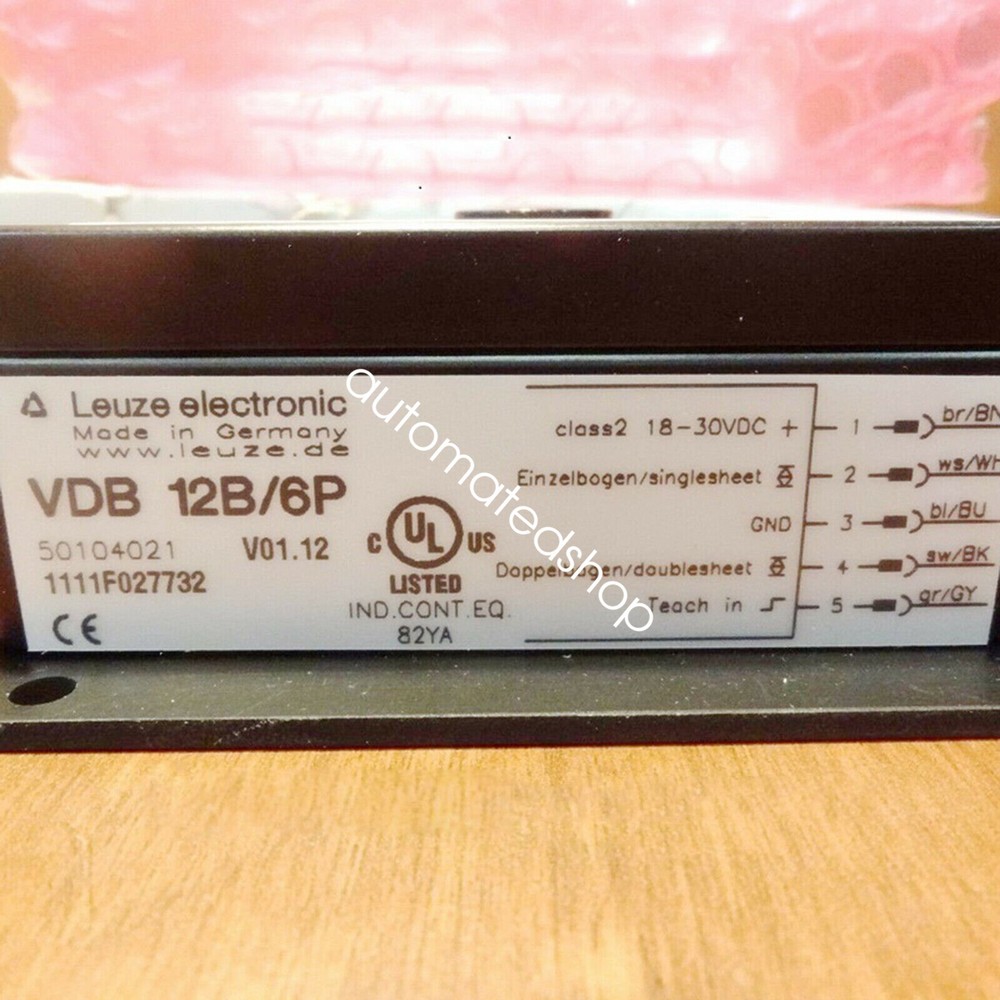 Leuze electronic
Made in Germany
www.leuze.de
VDB 12B/6P
50104021 V01.12
1111F027732
CE
C UL US
LISTED
IND.CONT.EQ.
82YA
class2 18-30VDC + 1 br/BN
Einzelbogen/singlesheet 2 ws/WH
GND 3 bl/BU
Doppelbogen/doublesheet 4 sw/BK
Teach in 5 gr/GY
automatedshop